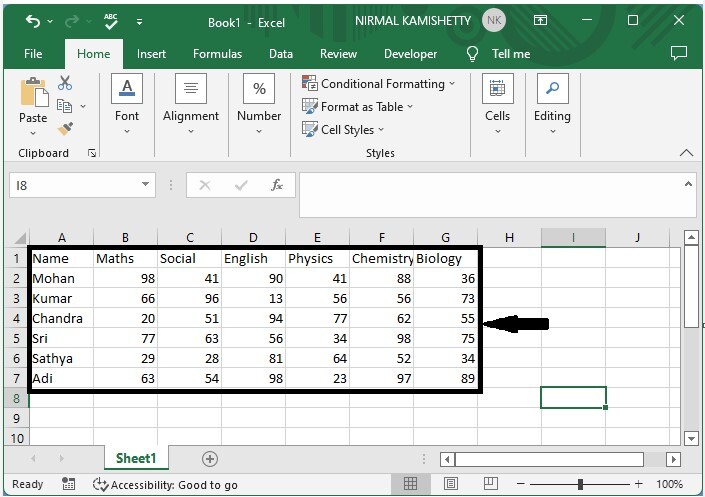 ABC
Book1 - Excel
NIRMAL KAMISHETTY
NK
File Home Insert Formulas Data Review Developer Tell me
Paste
Font
Alignment
%
Number
Conditional Formatting
Format as Table
Cell Styles
Cells
Editing
Clipboard
Styles
I8
fx
A B C D E F G H I J
1 Name Maths Social English Physics Chemistry Biology
2 Mohan 98 41 90 41 88 36
3 Kumar 66 96 13 56 56 73
4 Chandra 20 51 94 77 62 55
5 Sri 77 63 56 34 98 75
6 Sathya 29 28 81 64 52 34
7 Adi 63 54 98 23 97 89
8
9
10
Sheet1
Ready Accessibility: Good to go 100%